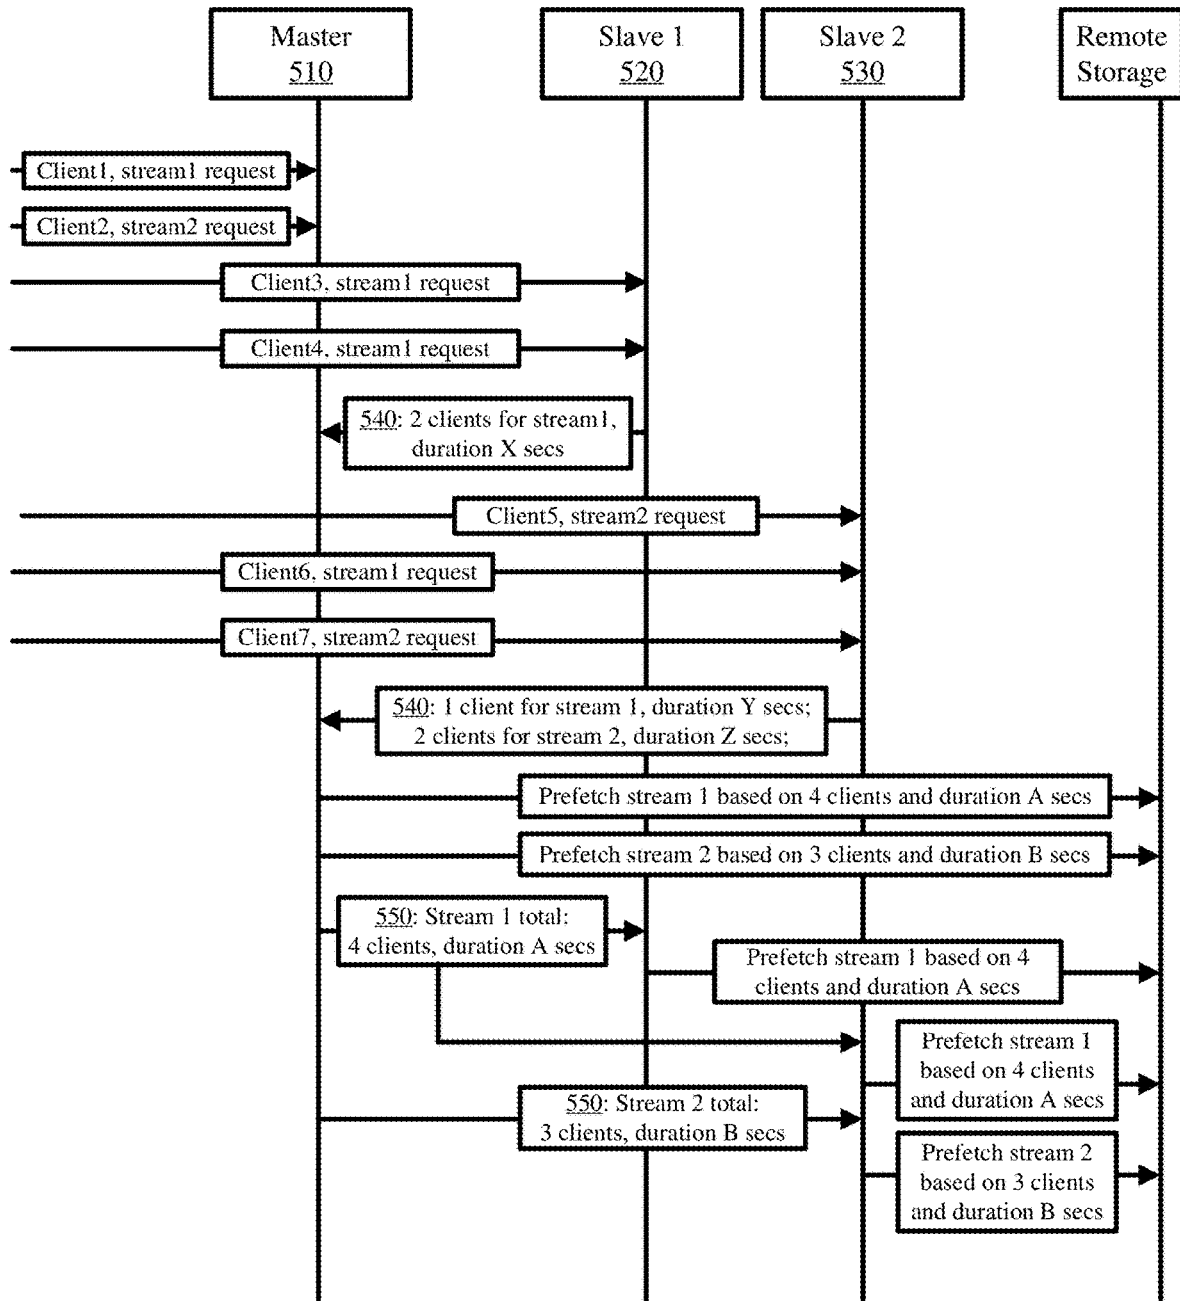 Master
510
Slave 1
520
Slave 2
530
Remote
Storage
Client1, stream1 request
Client2, stream2 request
Client3, stream1 request
Client4, stream1 request
540: 2 clients for stream1,
duration X secs
Client5, stream2 request
Client6, stream1 request
Client7, stream2 request
540: 1 client for stream 1, duration Y secs;
2 clients for stream 2, duration Z secs;
Prefetch stream 1 based on 4 clients and duration A secs
Prefetch stream 2 based on 3 clients and duration B secs
550: Stream 1 total:
4 clients, duration A secs
Prefetch stream 1 based on 4
clients and duration A secs
Prefetch stream 1
based on 4 clients
and duration A secs
550: Stream 2 total:
3 clients, duration B secs
Prefetch stream 2
based on 3 clients
and duration B secs